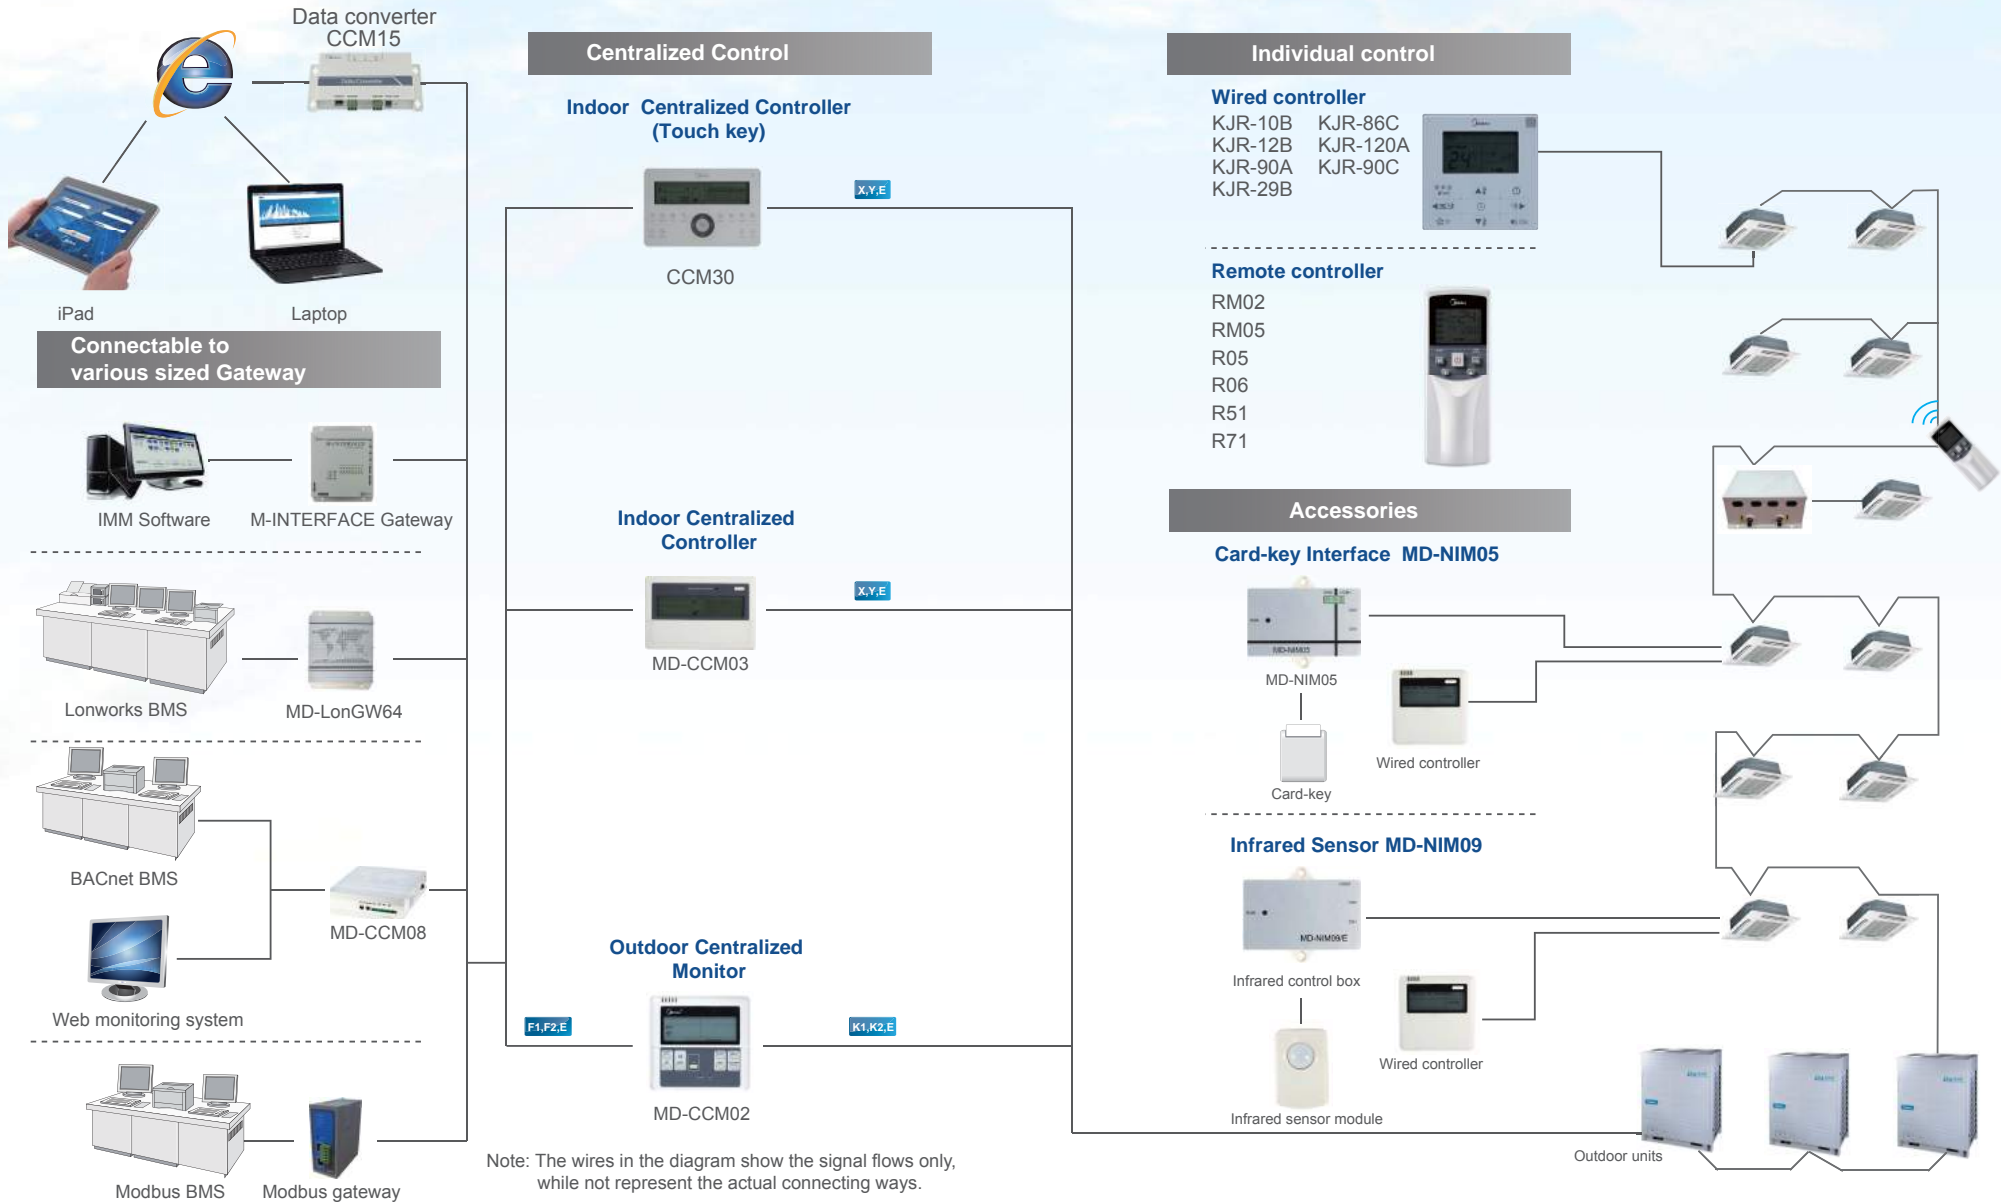 Data converter
CCM15
iPad
Laptop
Connectable to
various sized Gateway
IMM Software
M-INTERFACE Gateway
Lonworks BMS
MD-LonGW64
BACnet BMS
MD-CCM08
Web monitoring system
Modbus BMS
Modbus gateway
Centralized Control
Indoor Centralized Controller
(Touch key)
X,Y,E
CCM30
Indoor Centralized
Controller
X,Y,E
MD-CCM03
Outdoor Centralized
Monitor
F1,F2,E
K1,K2,E
MD-CCM02
Note: The wires in the diagram show the signal flows only,
while not represent the actual connecting ways.
Individual control
Wired controller
KJR-10B KJR-86C
KJR-12B KJR-120A
KJR-90A KJR-90C
KJR-29B
Remote controller
RM02
RM05
R05
R06
R51
R71
Accessories
Card-key Interface MD-NIM05
MD-NIM05
MD-NIM05
Card-key
Wired controller
Infrared Sensor MD-NIM09
MD-NIM09/E
Infrared control box
Infrared sensor module
Wired controller
Outdoor units